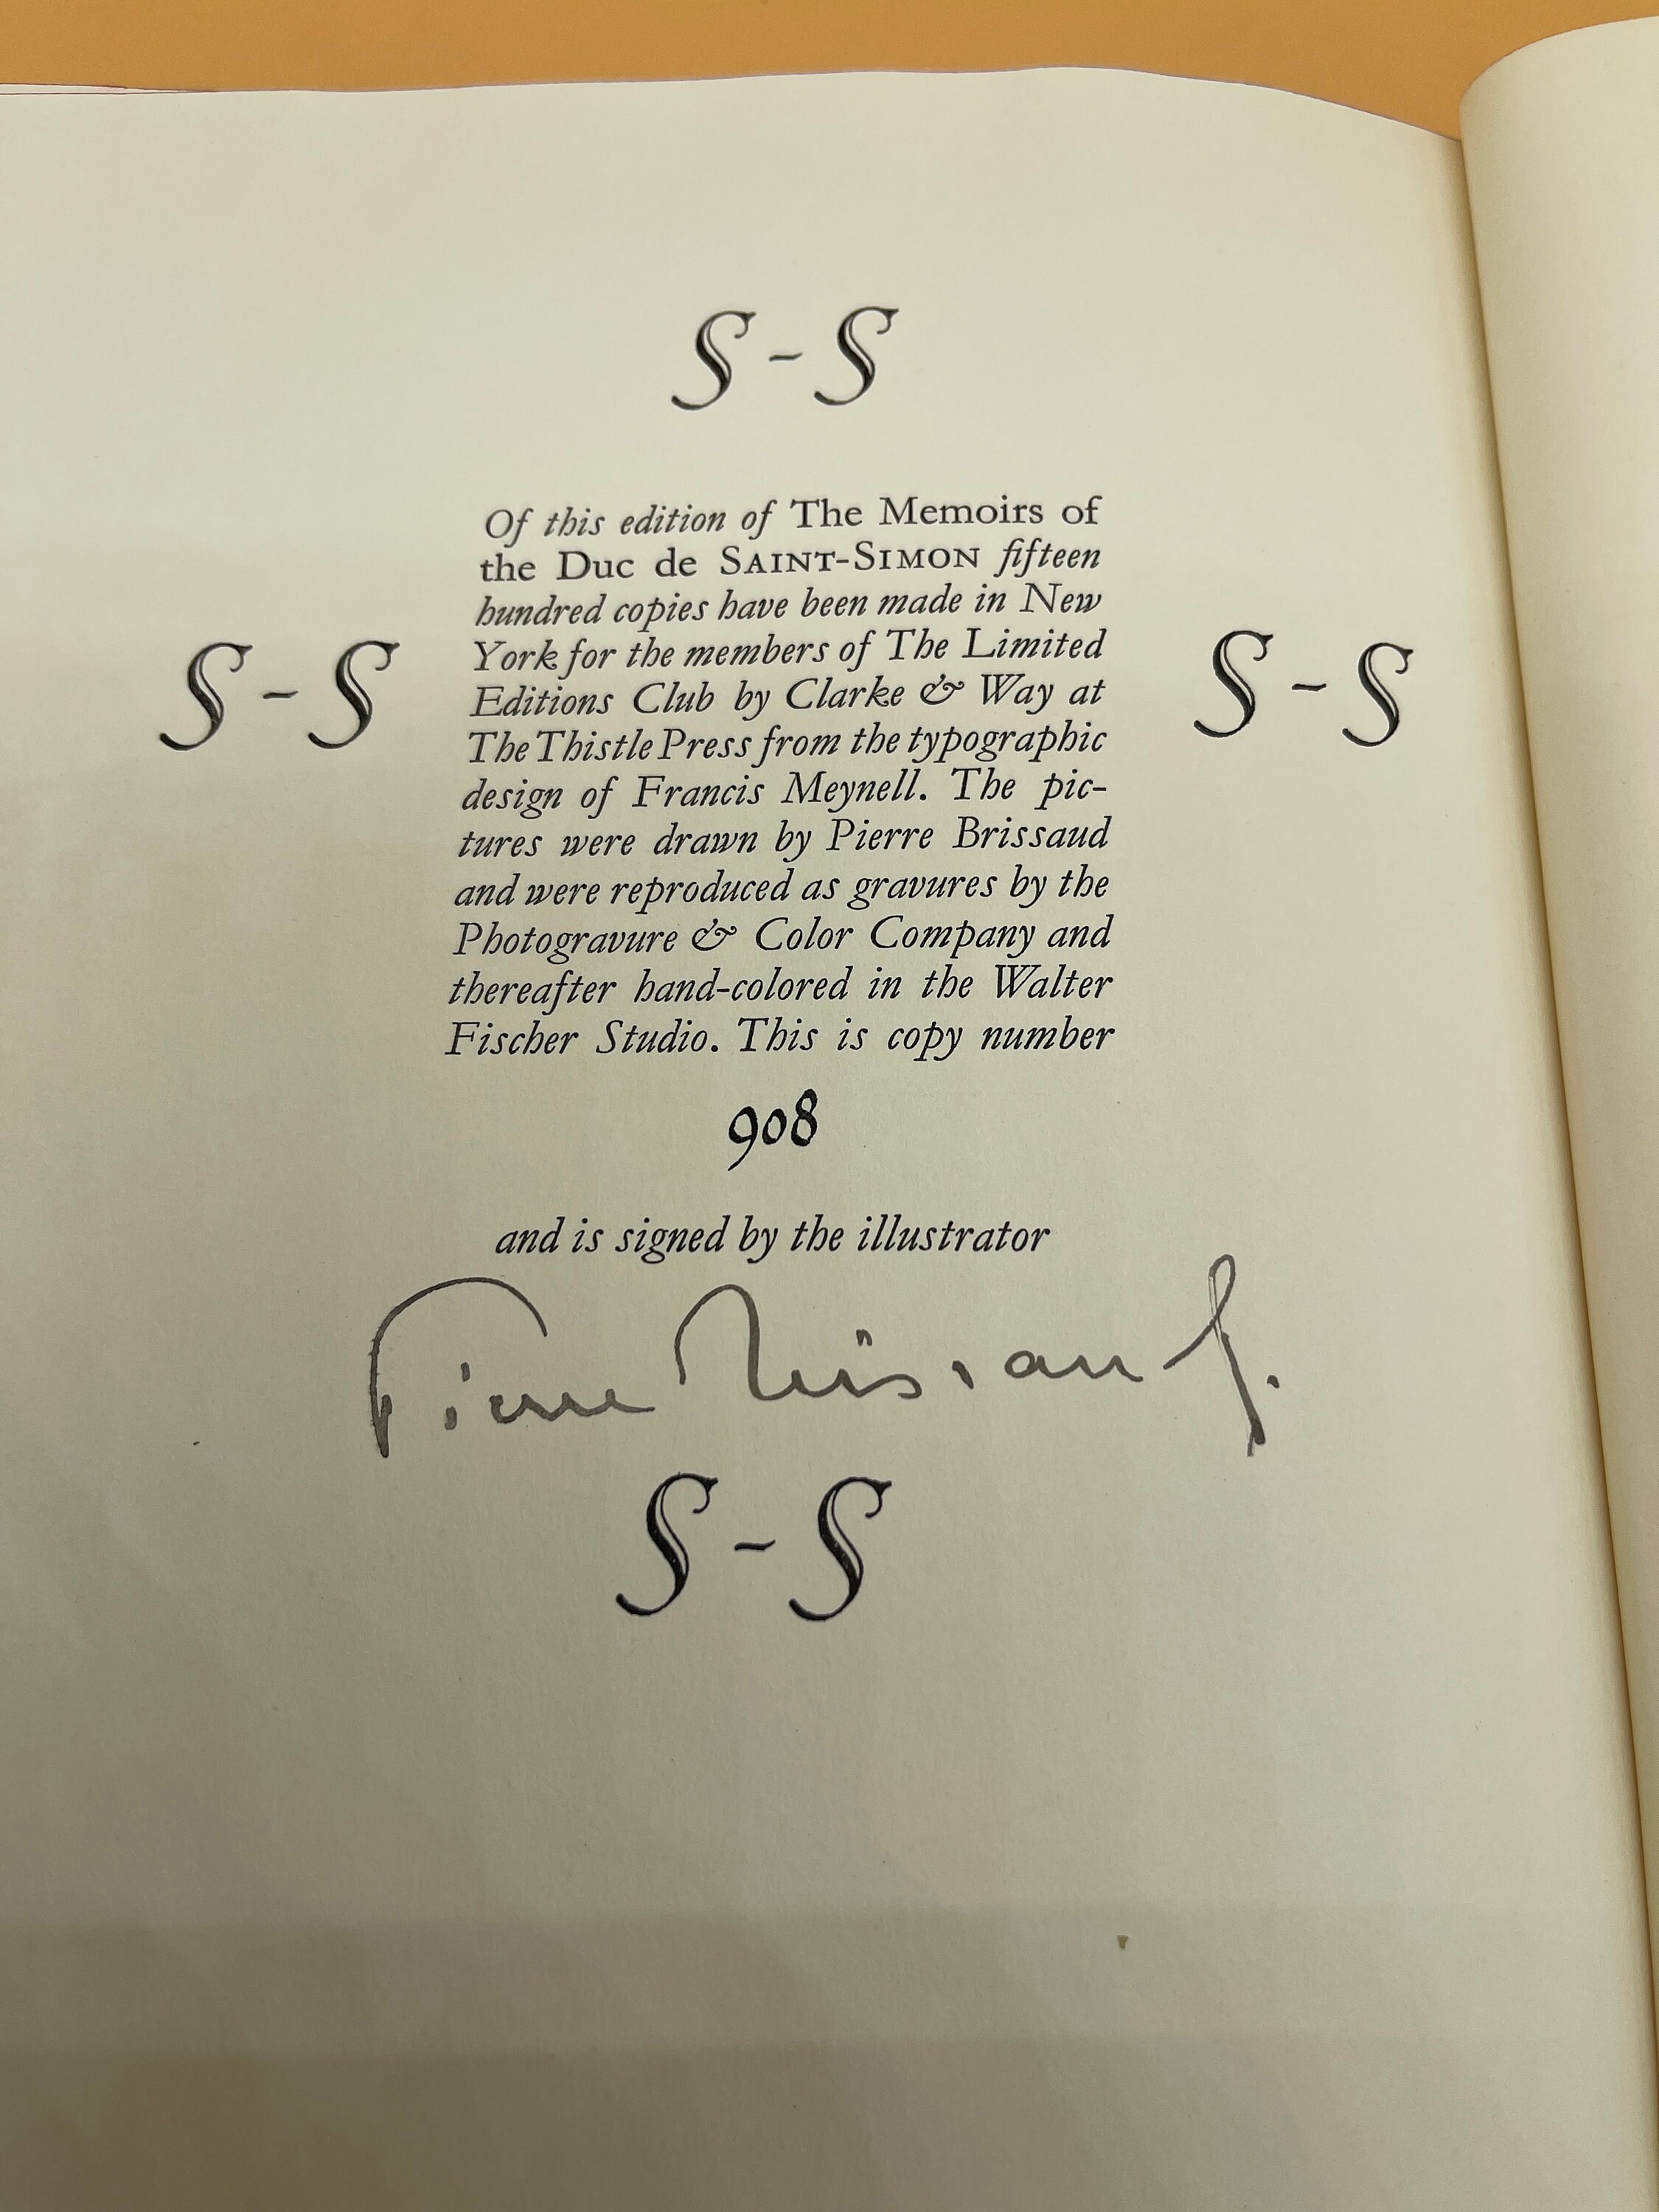 S-S
Of this edition of The Memoirs of
the Duc de SAINT-SIMON fifteen
hundred copies have been made in New
York for the members of The Limited
S-S
S-S
Editions Club by Clarke & Way at
The Thistle Press from the typographic
design of Francis Meynell. The pic-
tures were drawn by Pierre Brissaud
and were reproduced as gravures by the
Photogravure & Color Company and
thereafter hand-colored in the Walter
Fischer Studio. This is copy number
908
and is signed by the illustrator
Pierre Brissaud.
S-S